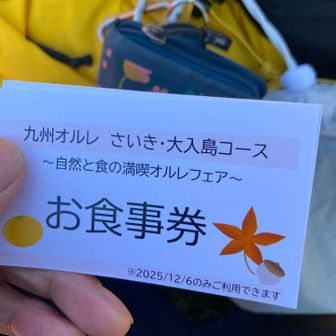 九州オルレ さいき・大入島コース
～自然と食の満喫オルレフェア～
お食事券
※2025/12/6のみご利用できます